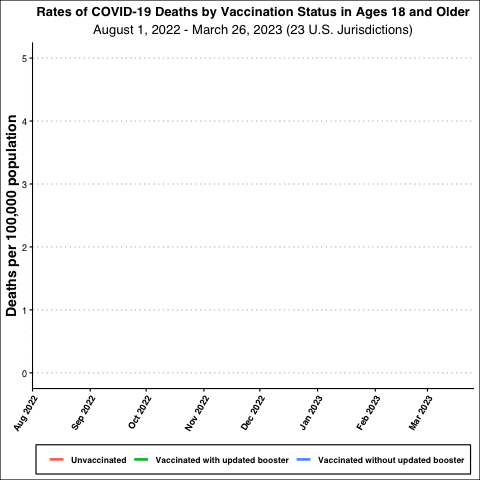 Rates of COVID-19 Deaths by Vaccination Status in Ages 18 and Older
August 1, 2022 - March 26, 2023 (23 U.S. Jurisdictions)
Deaths per 100,000 population
5
4
3
2
1
0
Aug 2022
Sep 2022
Oct 2022
Nov 2022
Dec 2022
Jan 2023
Feb 2023
Mar 2023
Unvaccinated Vaccinated with updated booster Vaccinated without updated booster